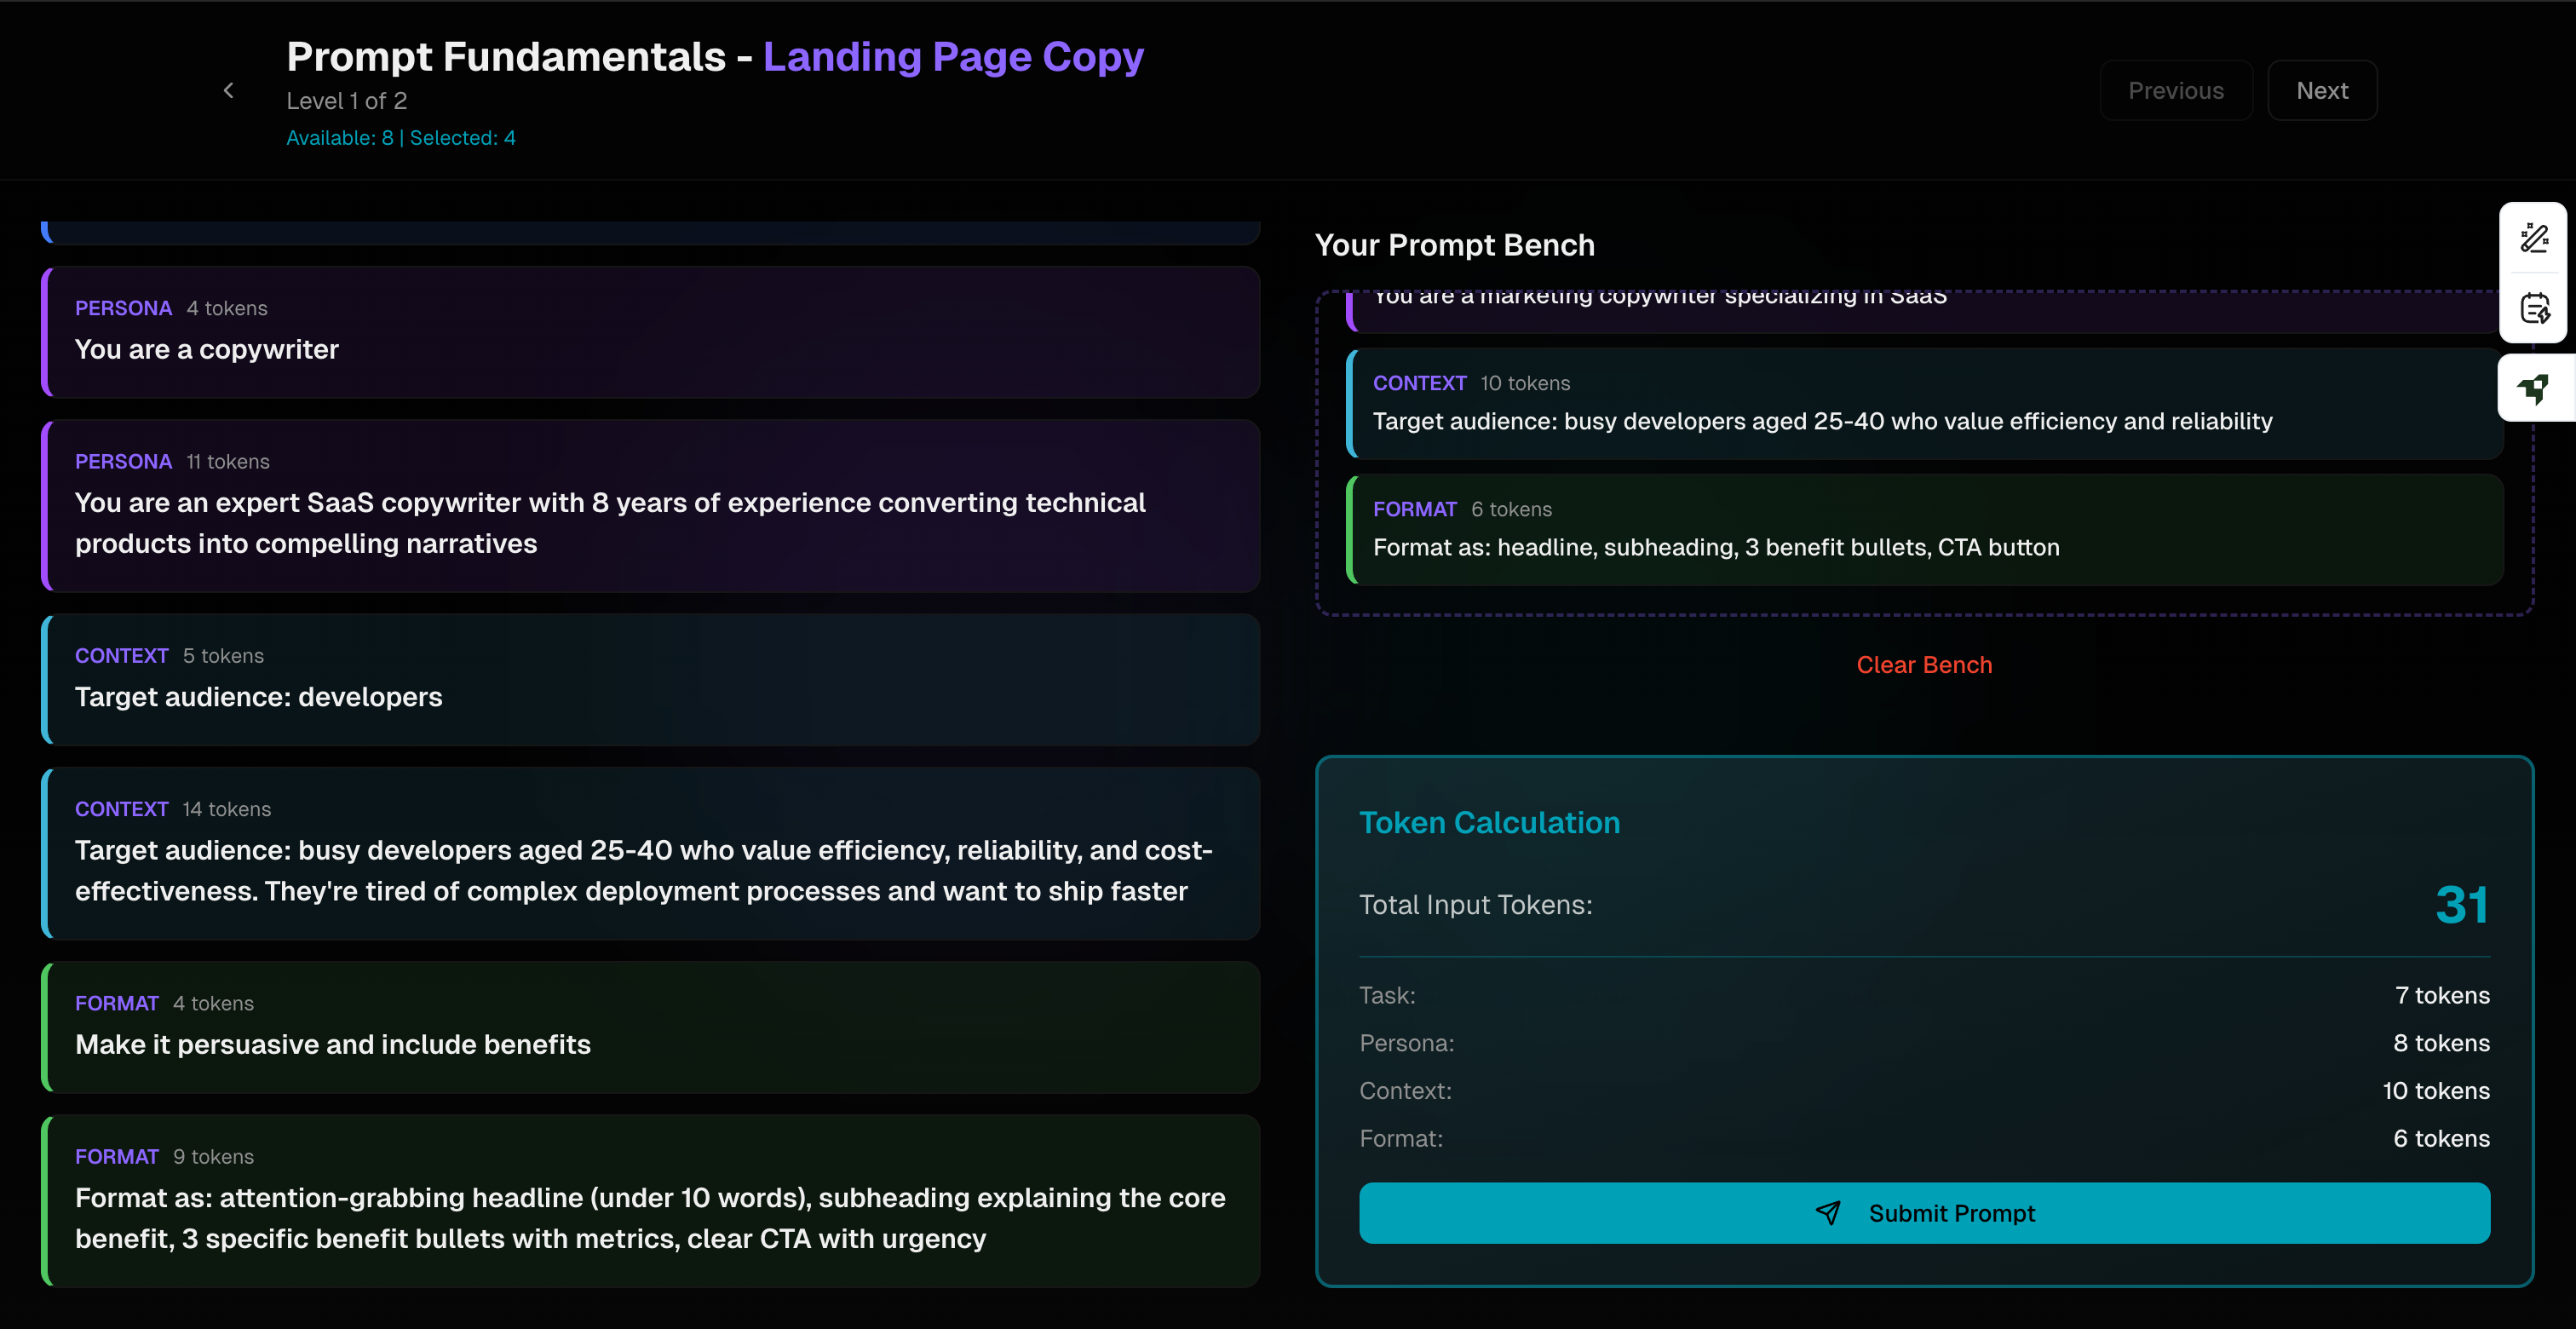 Prompt Fundamentals - Landing Page Copy
Level 1 of 2
Available: 8 | Selected: 4
Previous
Next
PERSONA 4 tokens
You are a copywriter
PERSONA 11 tokens
You are an expert SaaS copywriter with 8 years of experience converting technical
products into compelling narratives
CONTEXT 5 tokens
Target audience: developers
CONTEXT 14 tokens
Target audience: busy developers aged 25-40 who value efficiency, reliability, and cost-
effectiveness. They're tired of complex deployment processes and want to ship faster
FORMAT 4 tokens
Make it persuasive and include benefits
FORMAT 9 tokens
Format as: attention-grabbing headline (under 10 words), subheading explaining the core
benefit, 3 specific benefit bullets with metrics, clear CTA with urgency
Your Prompt Bench
You are a marketing copywriter specializing in SaaS
CONTEXT 10 tokens
Target audience: busy developers aged 25-40 who value efficiency and reliability
FORMAT 6 tokens
Format as: headline, subheading, 3 benefit bullets, CTA button
Clear Bench
Token Calculation
Total Input Tokens: 31
Task: 7 tokens
Persona: 8 tokens
Context: 10 tokens
Format: 6 tokens
Submit Prompt